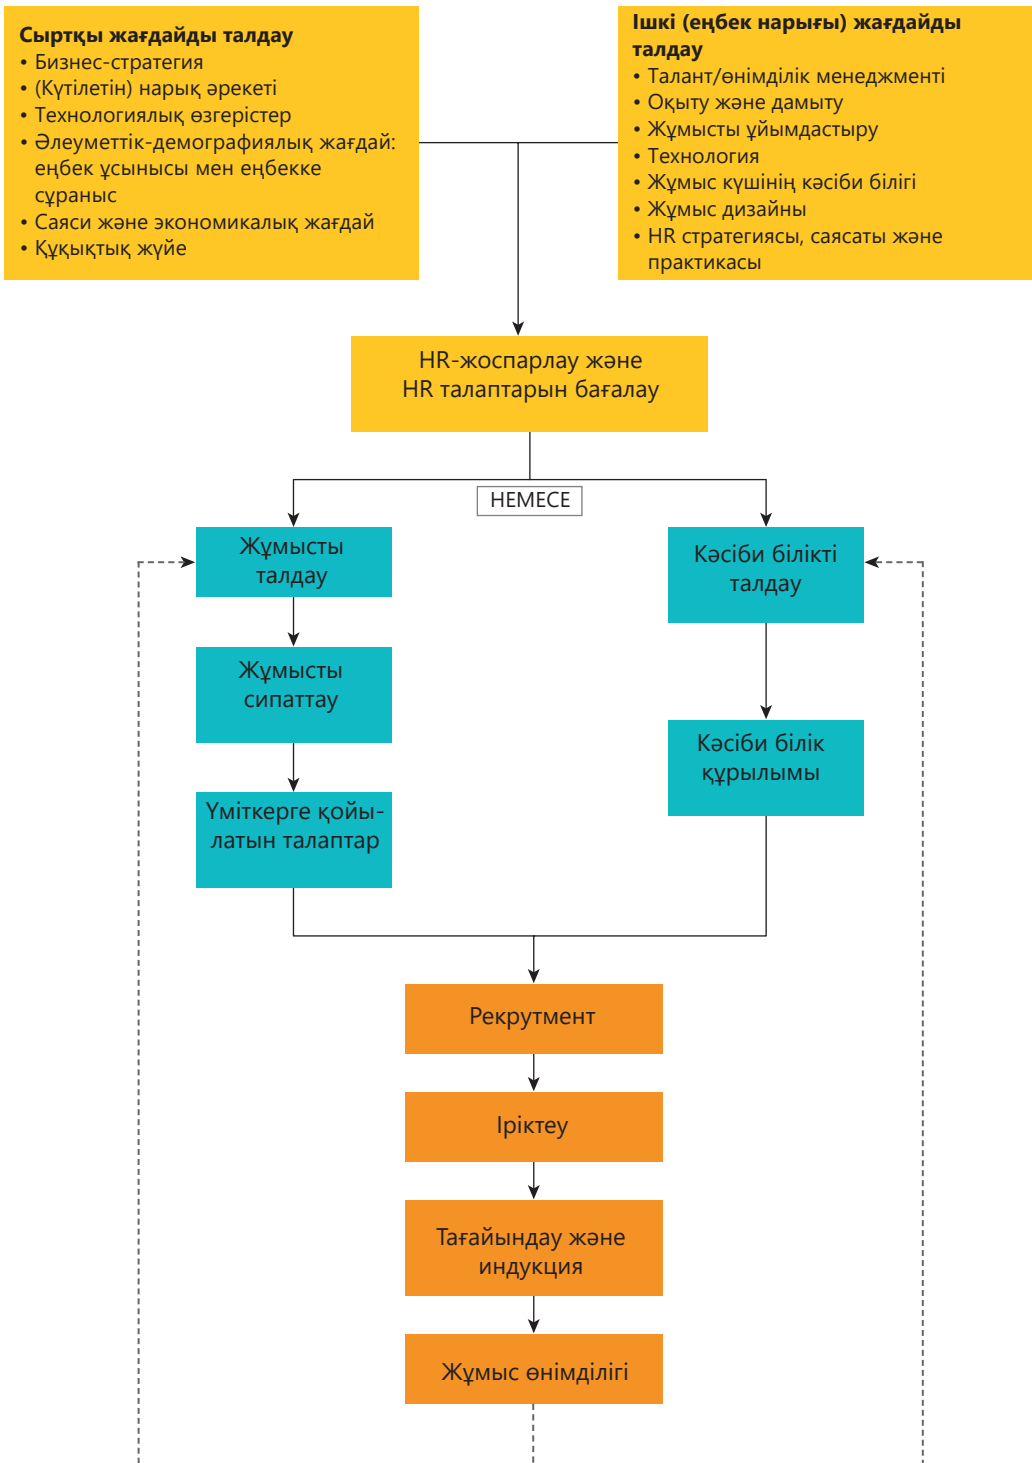 Сыртқы жағдайды талдау
• Бизнес-стратегия
• (Күтілетін) нарық әрекеті
• Технологиялық өзгерістер
• Әлеуметтік-демографиялық жағдай:
еңбек ұсынысы мен еңбекке
сұраныс
• Саяси және экономикалық жағдай
• Құқықтық жүйе
Ішкі (еңбек нарығы) жағдайды
талдау
• Талант/өнімділік менеджменті
• Оқыту және дамыту
• Жұмысты ұйымдастыру
• Технология
• Жұмыс күшінің кәсіби білігі
• Жұмыс дизайны
• HR стратегиясы, саясаты және
практикасы
HR-жоспарлау және
HR талаптарын бағалау
НЕМЕСЕ
Жұмысты
талдау
Кәсіби білікті
талдау
Жұмысты
сипаттау
Кәсіби білік
құрылымы
Үміткерге қойы-
латын талаптар
Рекрутмент
Іріктеу
Тағайындау және
индукция
Жұмыс өнімділігі